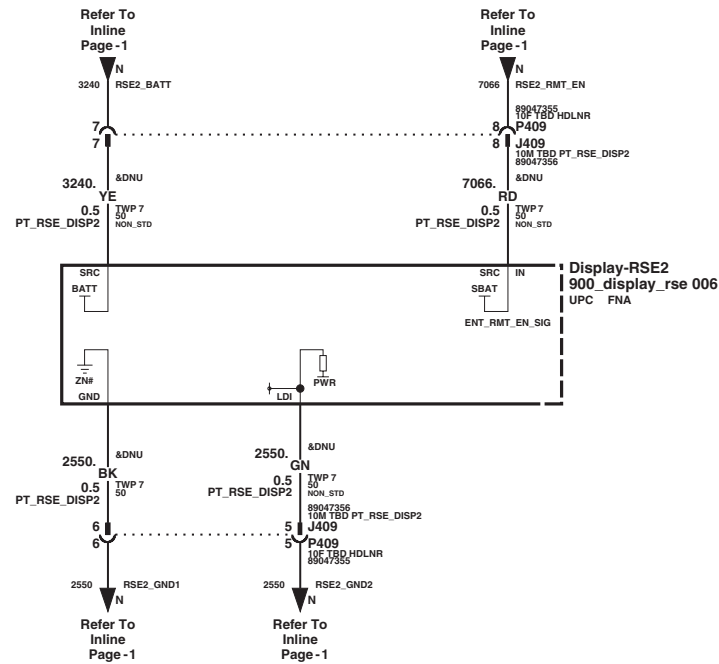 Refer To
Inline
Page-1
N
3240 RSE2_BATT
7
7
3240.
&DNU
YE
0.5
TWP 7
50
PT_RSE_DISP2
NON_STD
Refer To
Inline
Page-1
N
7066 RSE2_RMT_EN
89047355
10F TBD HDLNR
8 P409
8 J409
10M TBD PT_RSE_DISP2
89047356
7066.
&DNU
RD
0.5
TWP 7
50
PT_RSE_DISP2
NON_STD
SRC
BATT
SRC IN
SBAT
ENT_RMT_EN_SIG
Display-RSE2
900_display_rse 006
UPC FNA
ZN#
GND
LDI
PWR
2550.
&DNU
BK
0.5
TWP 7
50
PT_RSE_DISP2
6
6
2550 RSE2_GND1
N
Refer To
Inline
Page-1
2550.
&DNU
GN
0.5
TWP 7
50
PT_RSE_DISP2
NON_STD
89047356
10M TBD PT_RSE_DISP2
5 J409
5 P409
10F TBD HDLNR
89047355
2550 RSE2_GND2
N
Refer To
Inline
Page-1